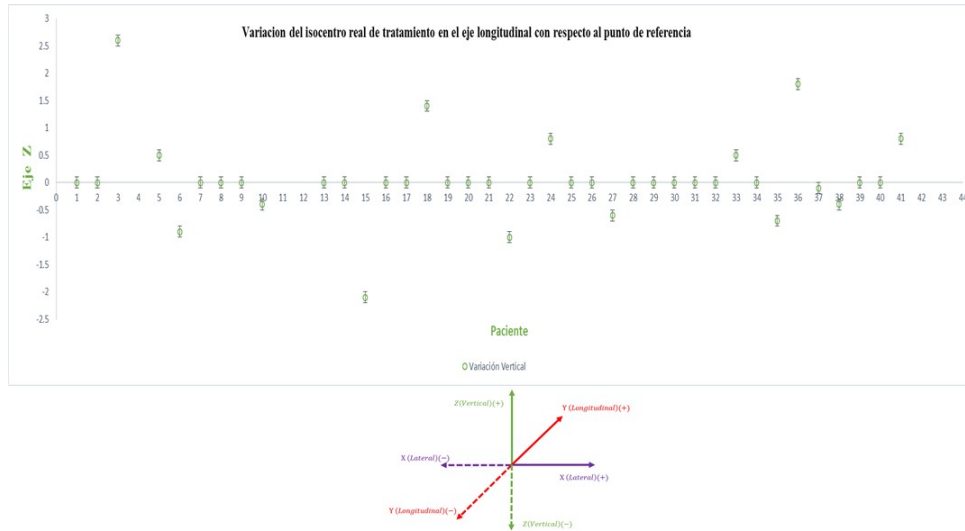 Variacion del isocentro real de tratamiento en el eje longitudinal con respecto al punto de referencia
Eje Z
3
2.5
2
1.5
1
0.5
0
-0.5
-1
-1.5
-2
-2.5
0 1 2 3 4 5 6 7 8 9 10 11 12 13 14 15 16 17 18 19 20 21 22 23 24 25 26 27 28 29 30 31 32 33 34 35 36 37 38 39 40 41 42 43 44
Paciente
Variación Vertical
Z(Vertical)(+)
Y (Longitudinal)(+)
X (Lateral)(−)
X (Lateral)(+)
Y (Longitudinal)(−)
Z(Vertical)(−)